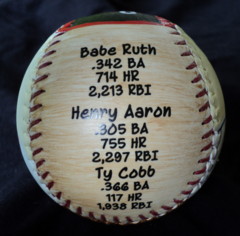 Babe Ruth
.342 BA
714 HR
2,213 RBI
Henry Aaron
.305 BA
755 HR
2,297 RBI
Ty Cobb
.366 BA
117 HR
1,938 RBI